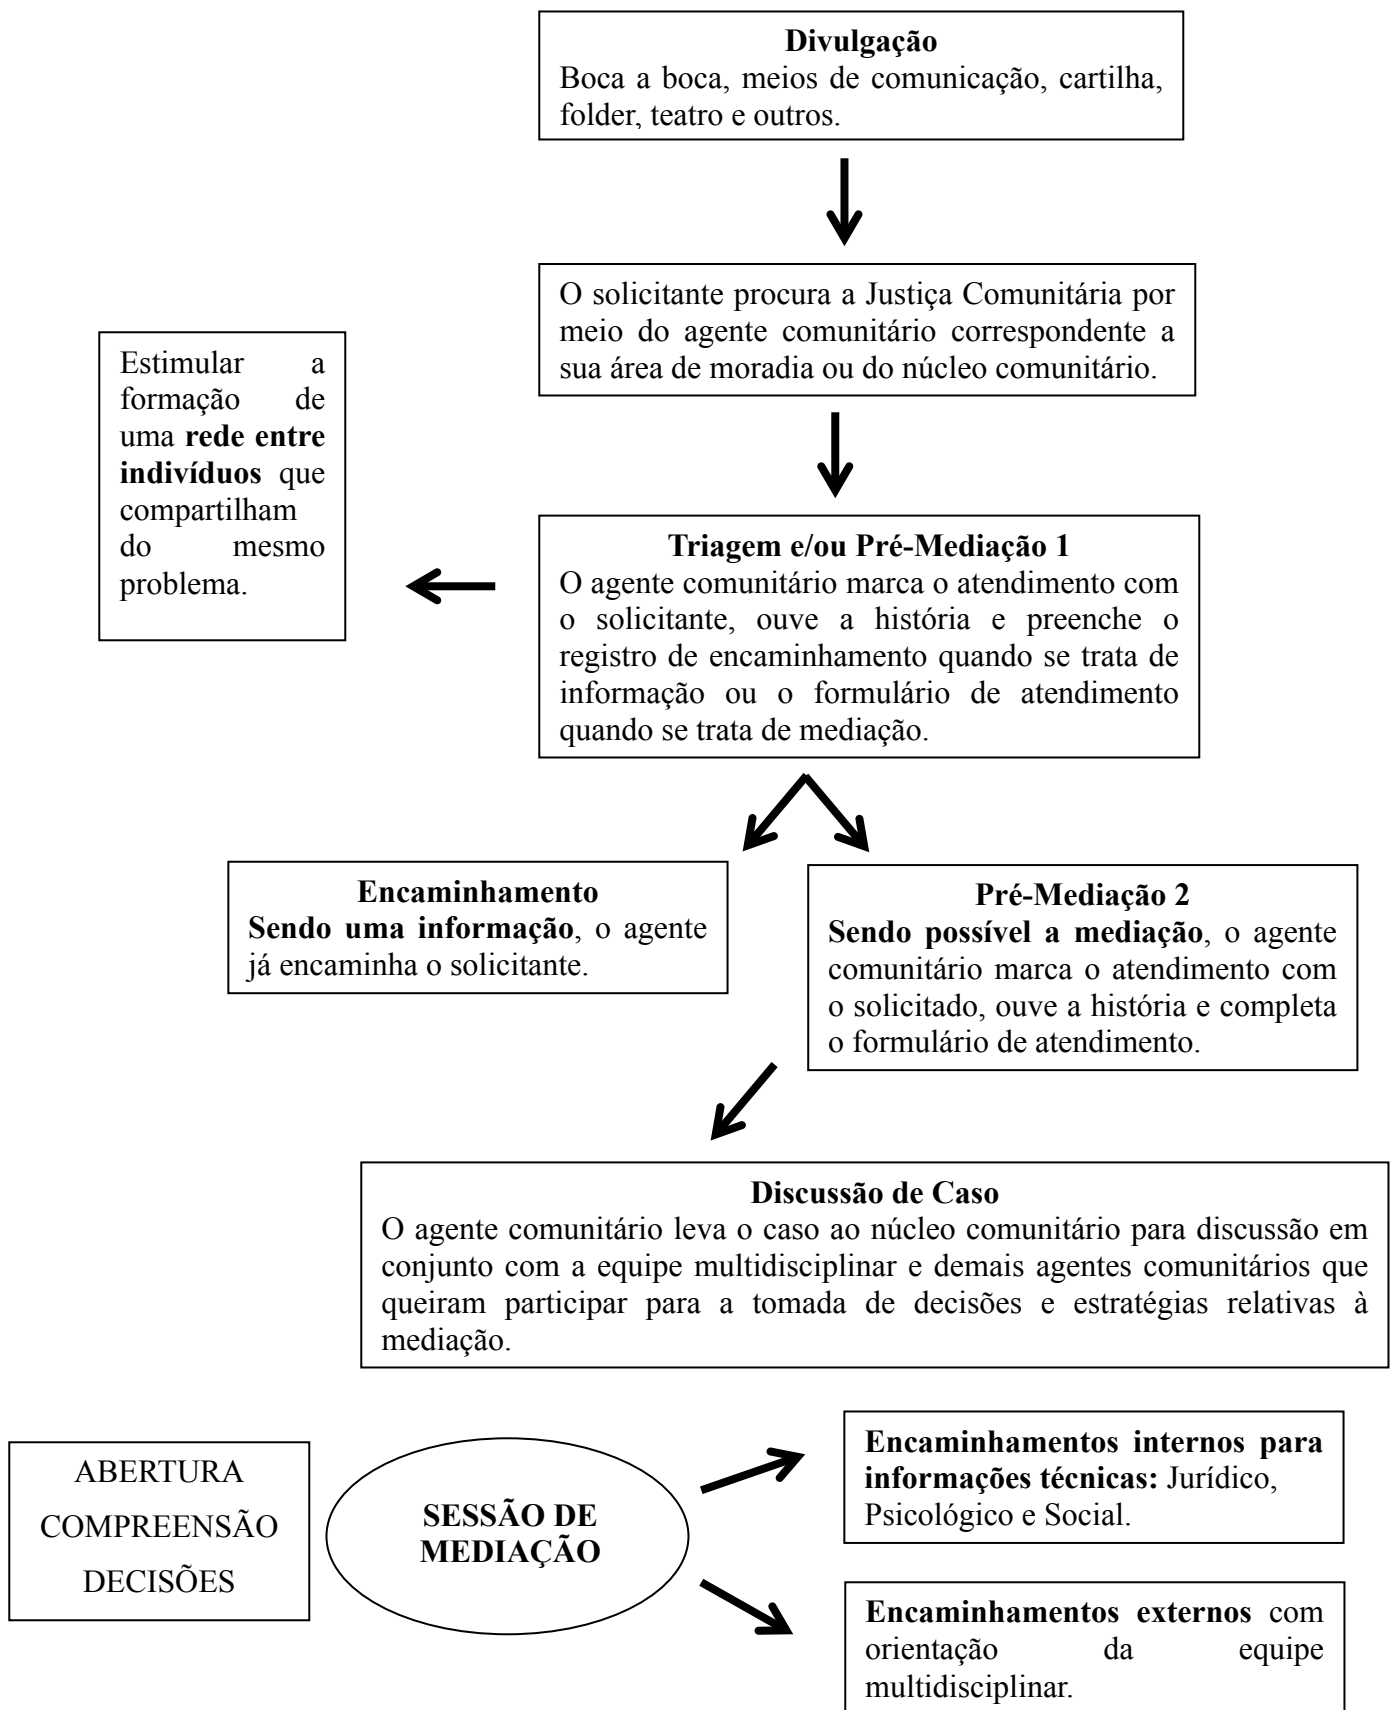 Divulgação
Boca a boca, meios de comunicação, cartilha,
folder, teatro e outros.
O solicitante procura a Justiça Comunitária por
meio do agente comunitário correspondente a
sua área de moradia ou do núcleo comunitário.
Estimular a
formação de
uma rede entre
indivíduos que
compartilham
do mesmo
problema.
Triagem e/ou Pré-Mediação 1
O agente comunitário marca o atendimento com
o solicitante, ouve a história e preenche o
registro de encaminhamento quando se trata de
informação ou o formulário de atendimento
quando se trata de mediação.
Encaminhamento
Sendo uma informação, o agente
já encaminha o solicitante.
Pré-Mediação 2
Sendo possível a mediação, o agente
comunitário marca o atendimento com
o solicitado, ouve a história e completa
o formulário de atendimento.
Discussão de Caso
O agente comunitário leva o caso ao núcleo comunitário para discussão em
conjunto com a equipe multidisciplinar e demais agentes comunitários que
queiram participar para a tomada de decisões e estratégias relativas à
mediação.
ABERTURA
COMPREENSÃO
DECISÕES
SESSÃO DE
MEDIAÇÃO
Encaminhamentos internos para
informações técnicas: Jurídico,
Psicológico e Social.
Encaminhamentos externos com
orientação da equipe
multidisciplinar.